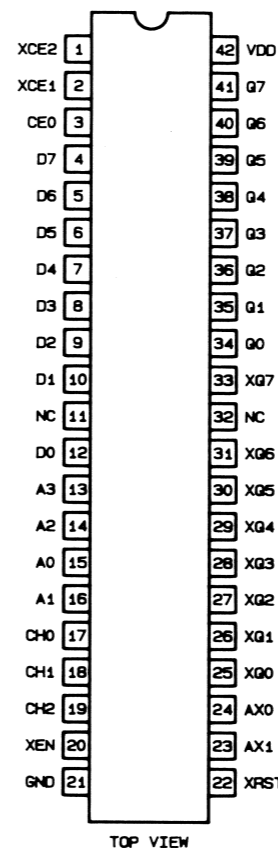 XCE2 1 42 VDD
XCE1 2 41 Q7
CE0 3 40 Q6
D7 4 39 Q5
D6 5 38 Q4
D5 6 37 Q3
D4 7 36 Q2
D3 8 35 Q1
D2 9 34 Q0
D1 10 33 XQ7
NC 11 32 NC
D0 12 31 XQ6
A3 13 30 XQ5
A2 14 29 XQ4
A0 15 28 XQ3
A1 16 27 XQ2
CH0 17 26 XQ1
CH1 18 25 XQ0
CH2 19 24 AX0
XEN 20 23 AX1
GND 21 22 XRST
TOP VIEW